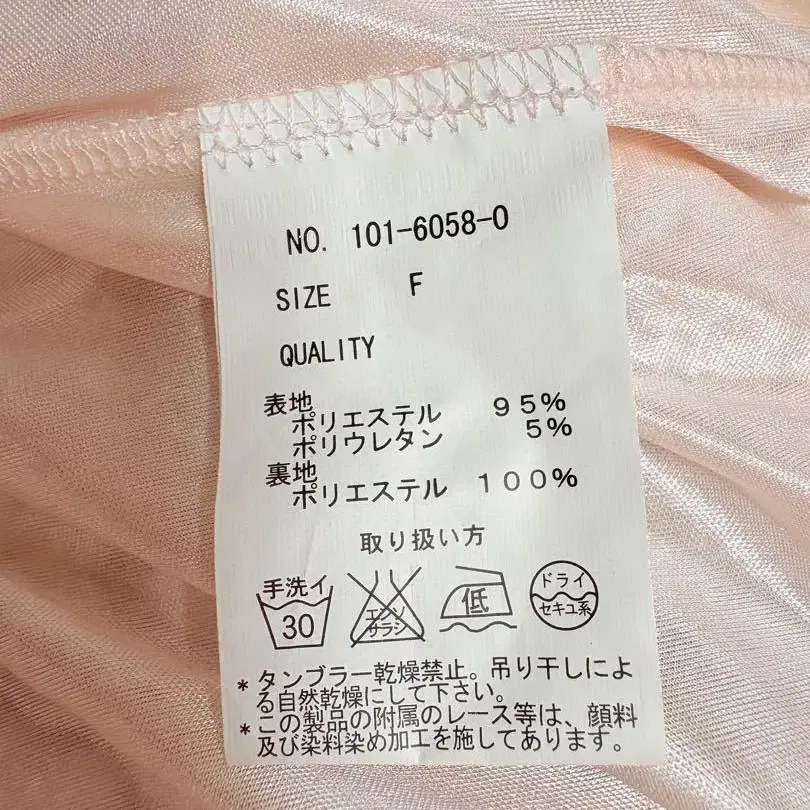 NO. 101-6058-0
SIZE F
QUALITY
表地
ポリエステル 95%
ポリウレタン 5%
裏地
ポリエステル 100%
取り扱い方
手洗イ 30 エンソサラシ 低 ドライセキユ系
*タンブラー乾燥禁止。吊り干しによ
る自然乾燥にして下さい。
*この製品の附属のレース等は、顔料
及び染料染め加工を施してあります。